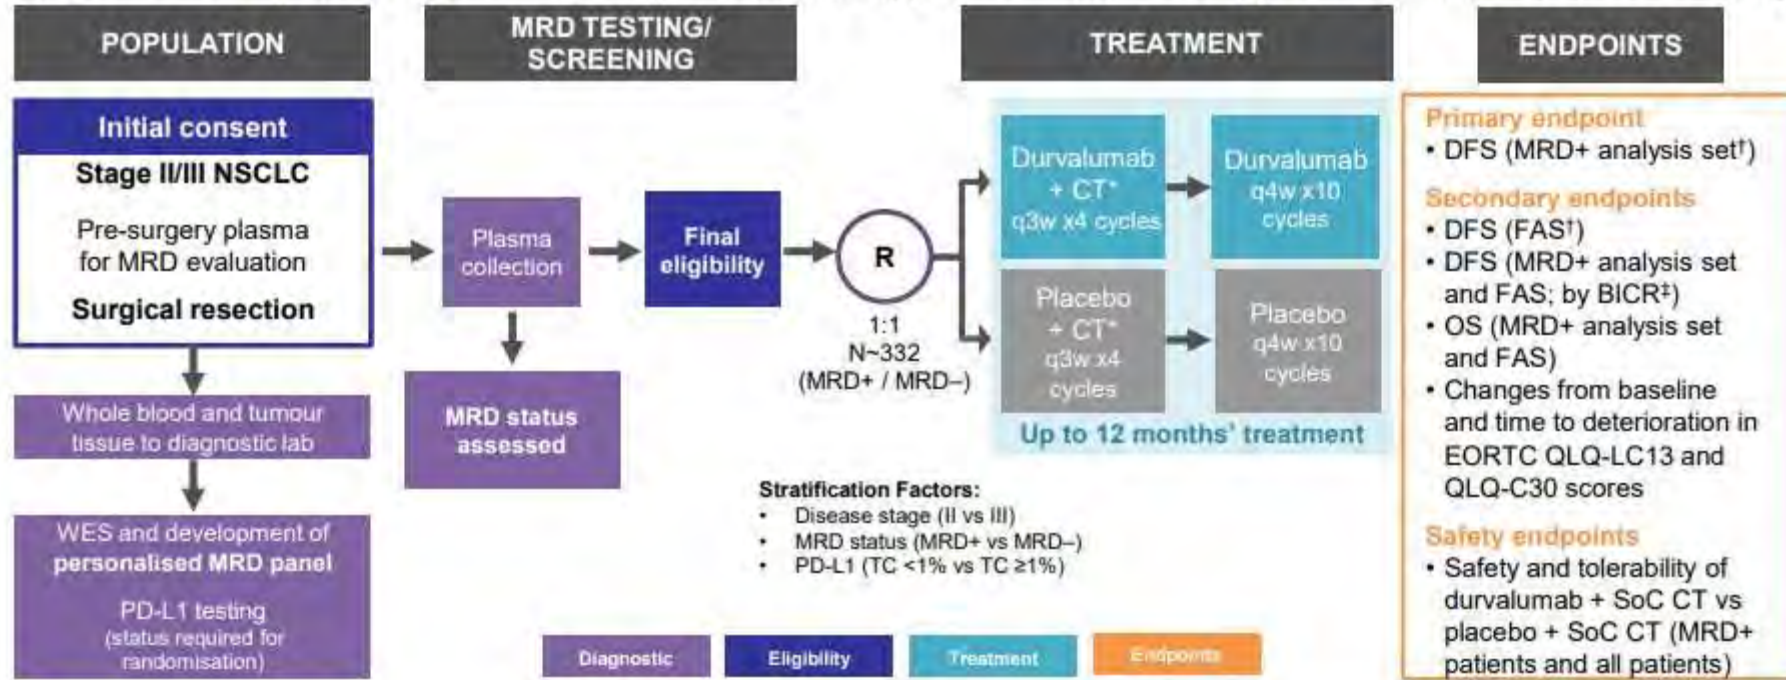 POPULATION
Initial consent
Stage II/III NSCLC
Pre-surgery plasma
for MRD evaluation
Surgical resection
Whole blood and tumour
tissue to diagnostic lab
WES and development of
personalised MRD panel
PD-L1 testing
(status required for
randomisation)
MRD TESTING/
SCREENING
Plasma
collection
MRD status
assessed
Final
eligibility
R
1:1
N~332
(MRD+ / MRD–)
TREATMENT
Durvalumab
+ CT*
q3w x4 cycles
Durvalumab
q4w x10
cycles
Placebo
+ CT*
q3w x4
cycles
Placebo
q4w x10
cycles
Up to 12 months' treatment
Stratification Factors:
• Disease stage (II vs III)
• MRD status (MRD+ vs MRD–)
• PD-L1 (TC <1% vs TC ≥1%)
ENDPOINTS
Primary endpoint
• DFS (MRD+ analysis set†)
Secondary endpoints
• DFS (FAS†)
• DFS (MRD+ analysis set
and FAS; by BICR‡)
• OS (MRD+ analysis set
and FAS)
• Changes from baseline
and time to deterioration in
EORTC QLQ-LC13 and
QLQ-C30 scores
Safety endpoints
• Safety and tolerability of
durvalumab + SoC CT vs
placebo + SoC CT (MRD+
patients and all patients)
Diagnostic
Eligibility
Treatment
Endpoints